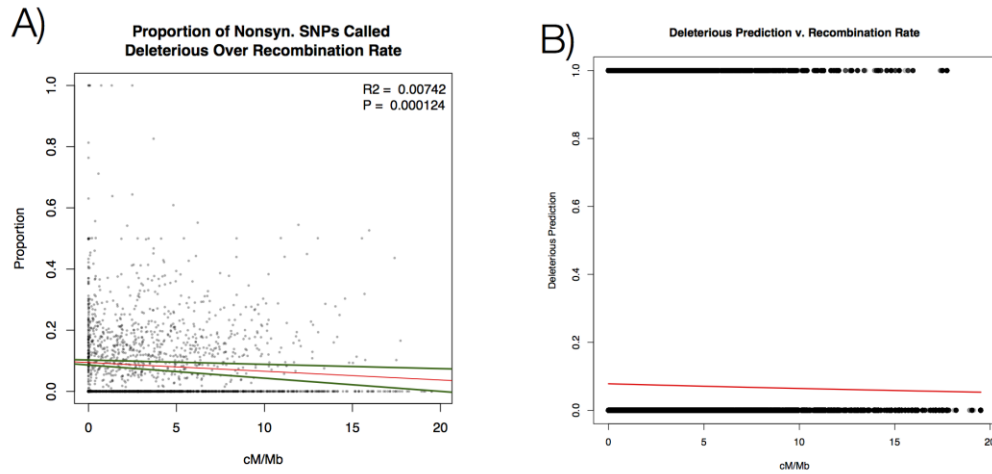 A)
Proportion of Nonsyn. SNPs Called
Deleterious Over Recombination Rate
R2 = 0.00742
P = 0.000124
Proportion
1.0
0.8
0.6
0.4
0.2
0.0
0 5 10 15 20
cM/Mb
B)
Deleterious Prediction v. Recombination Rate
Deleterious Prediction
1.0
0.8
0.6
0.4
0.2
0.0
0 5 10 15 20
cM/Mb